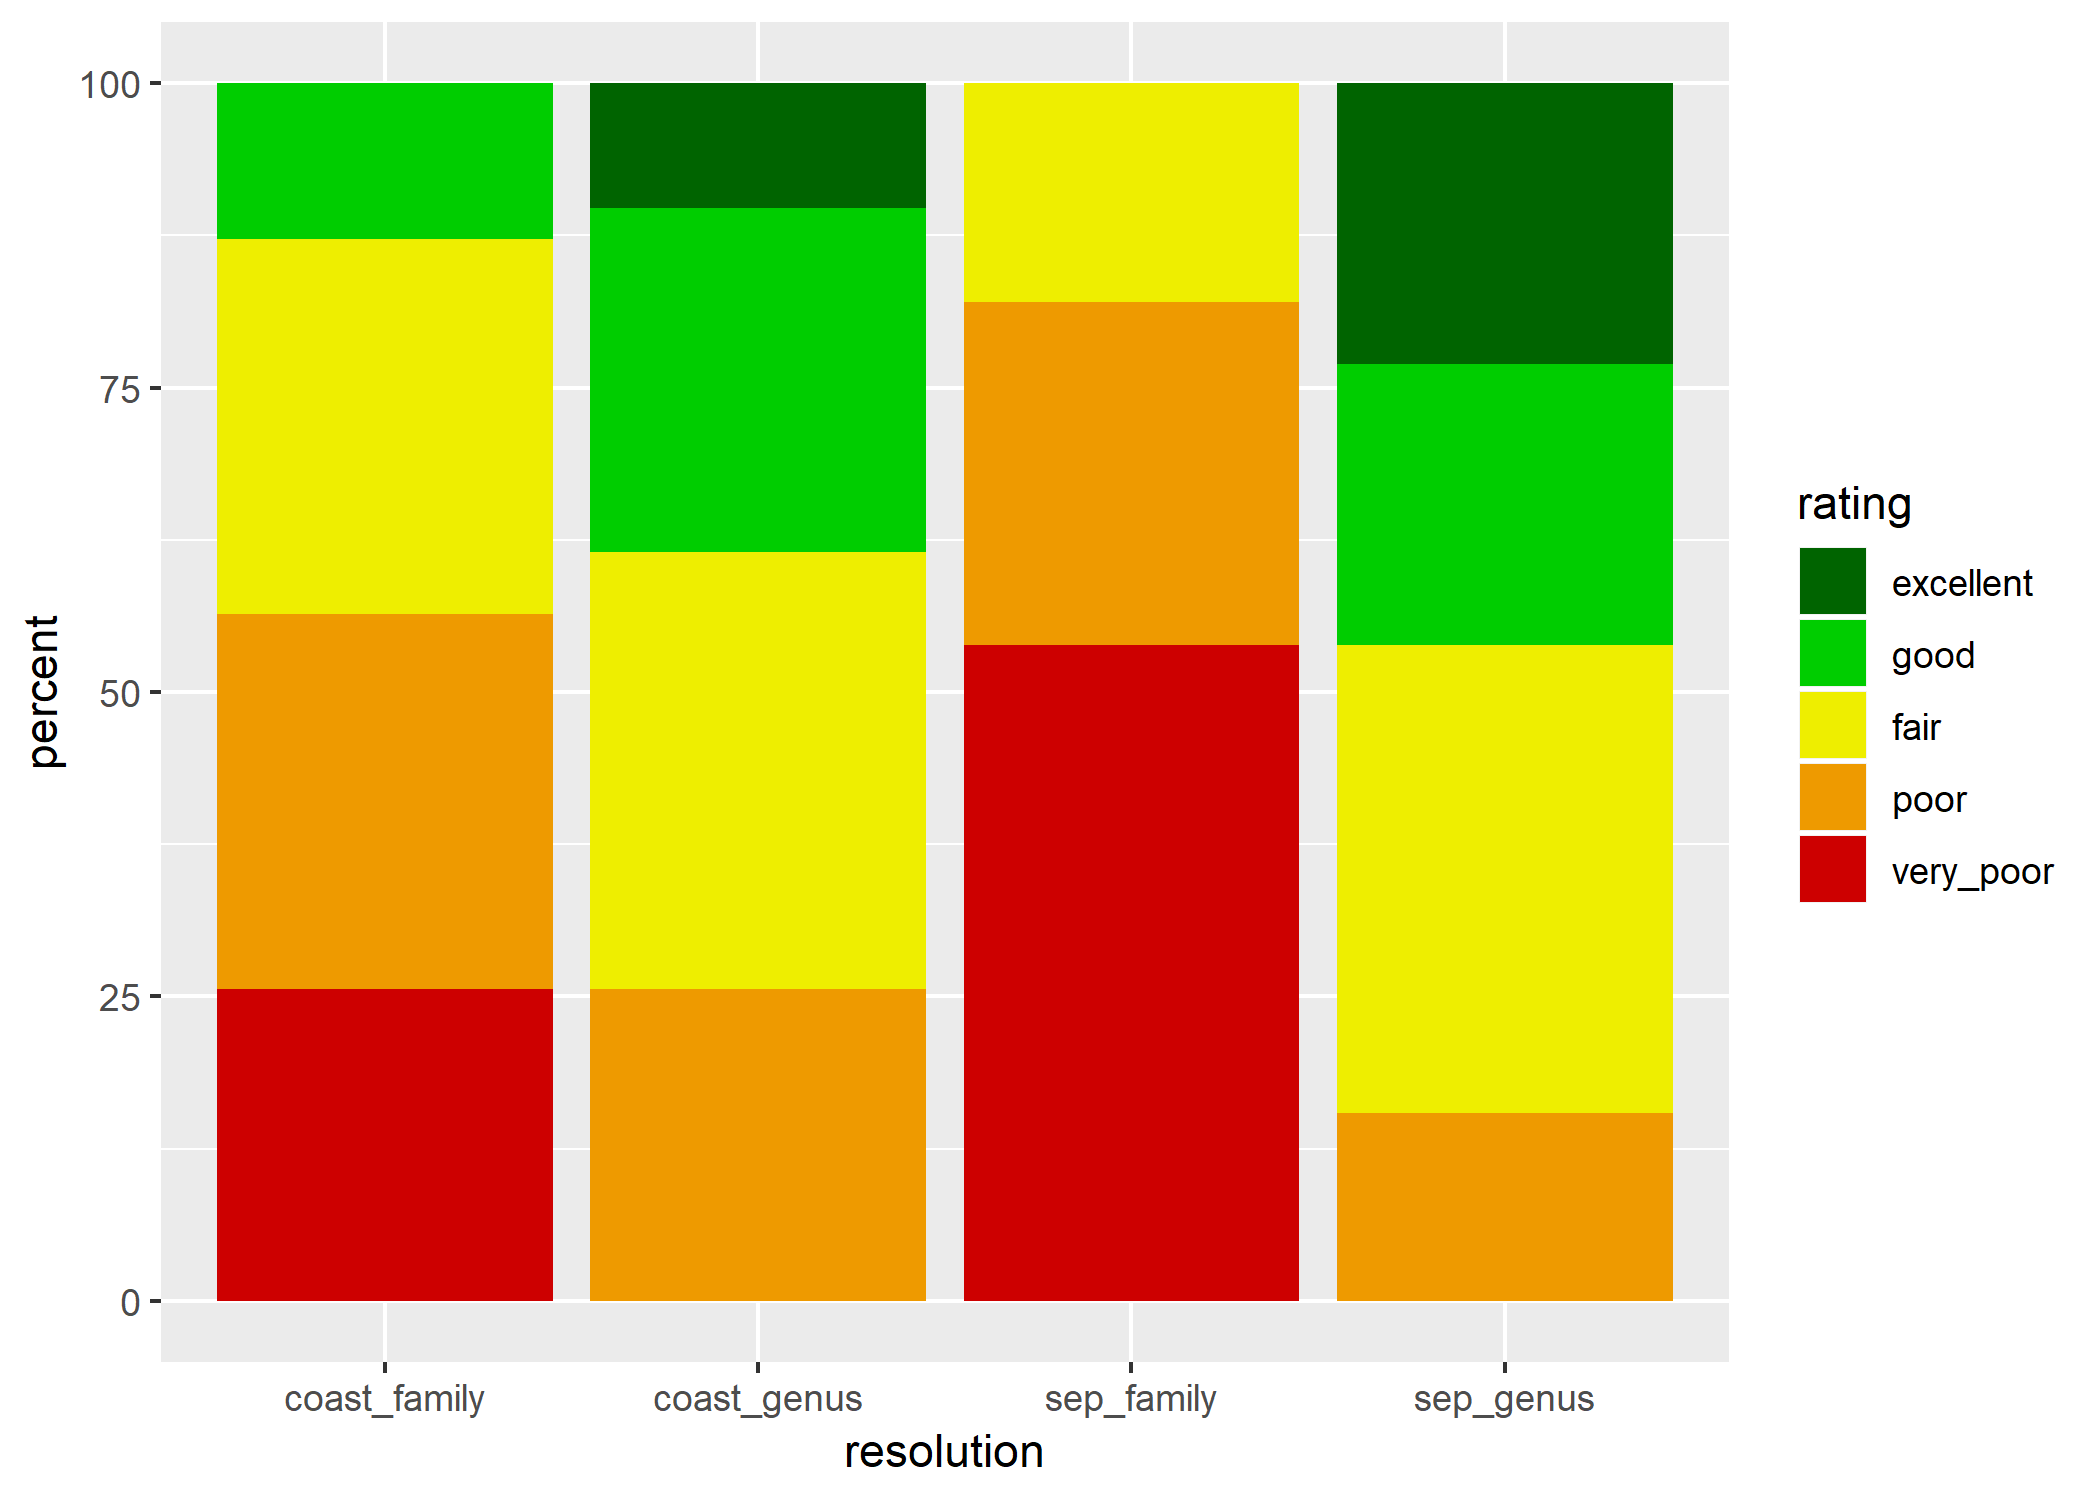 percent
100
75
50
25
0
coast_family
coast_genus
sep_family
sep_genus
resolution
rating
excellent
good
fair
poor
very_poor